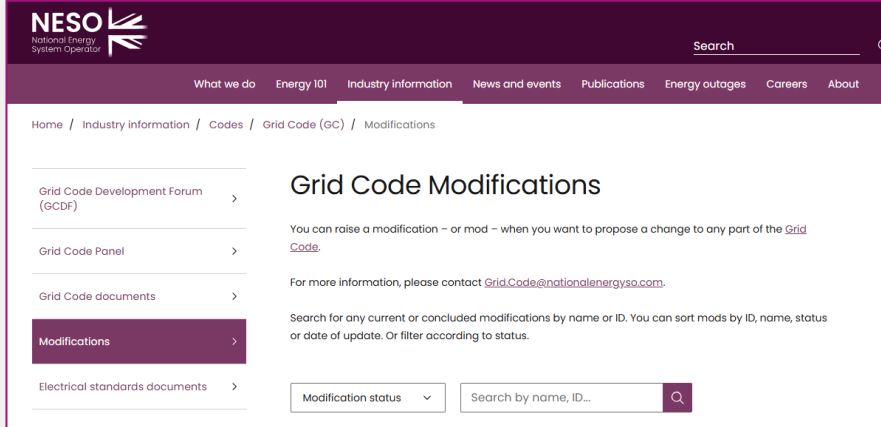 NESO
National Energy
System Operator
Search
What we do Energy 101 Industry information News and events Publications Energy outages Careers About
Home / Industry information / Codes / Grid Code (GC) / Modifications
Grid Code Development Forum
(GCDF)
Grid Code Panel
Grid Code documents
Modifications
Electrical standards documents
Grid Code Modifications
You can raise a modification – or mod – when you want to propose a change to any part of the Grid
Code.
For more information, please contact Grid.Code@nationalenergyso.com.
Search for any current or concluded modifications by name or ID. You can sort mods by ID, name, status
or date of update. Or filter according to status.
Modification status
Search by name, ID...